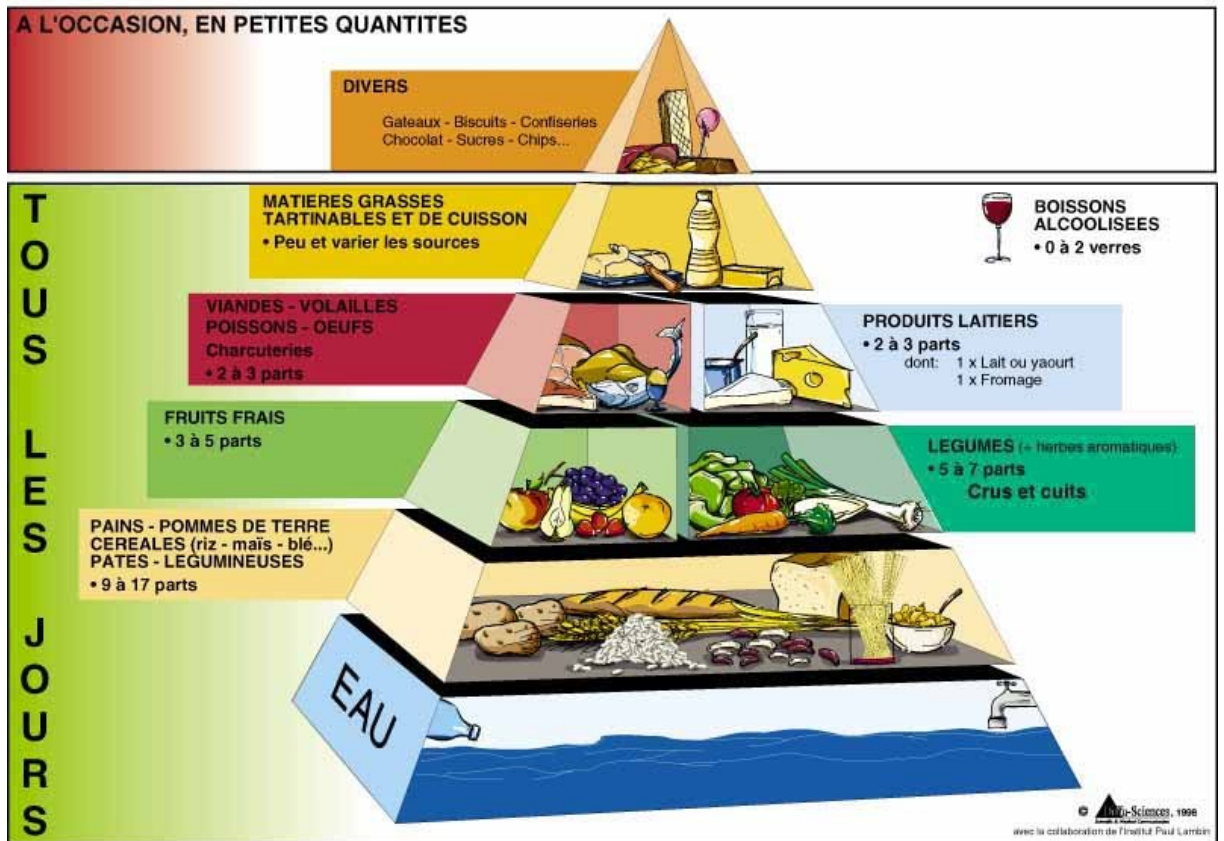 A L'OCCASION, EN PETITES QUANTITES
DIVERS
Gateaux - Biscuits - Confiseries
Chocolat - Sucres - Chips...
TOUS LES JOURS
MATIERES GRASSES
TARTINABLES ET DE CUISSON
• Peu et varier les sources
BOISSONS
ALCOOLISEES
• 0 à 2 verres
VIANDES - VOLAILLES
POISSONS - OEUFS
Charcuteries
• 2 à 3 parts
PRODUITS LAITIERS
• 2 à 3 parts
dont: 1 x Lait ou yaourt
1 x Fromage
FRUITS FRAIS
• 3 à 5 parts
LEGUMES (+ herbes aromatiques)
• 5 à 7 parts
Crus et cuits
PAINS - POMMES DE TERRE
CEREALES (riz - maïs - blé...)
PATES - LEGUMINEUSES
• 9 à 17 parts
EAU
© -Sciences, 1998
avec la collaboration de l'Institut Paul Lambin